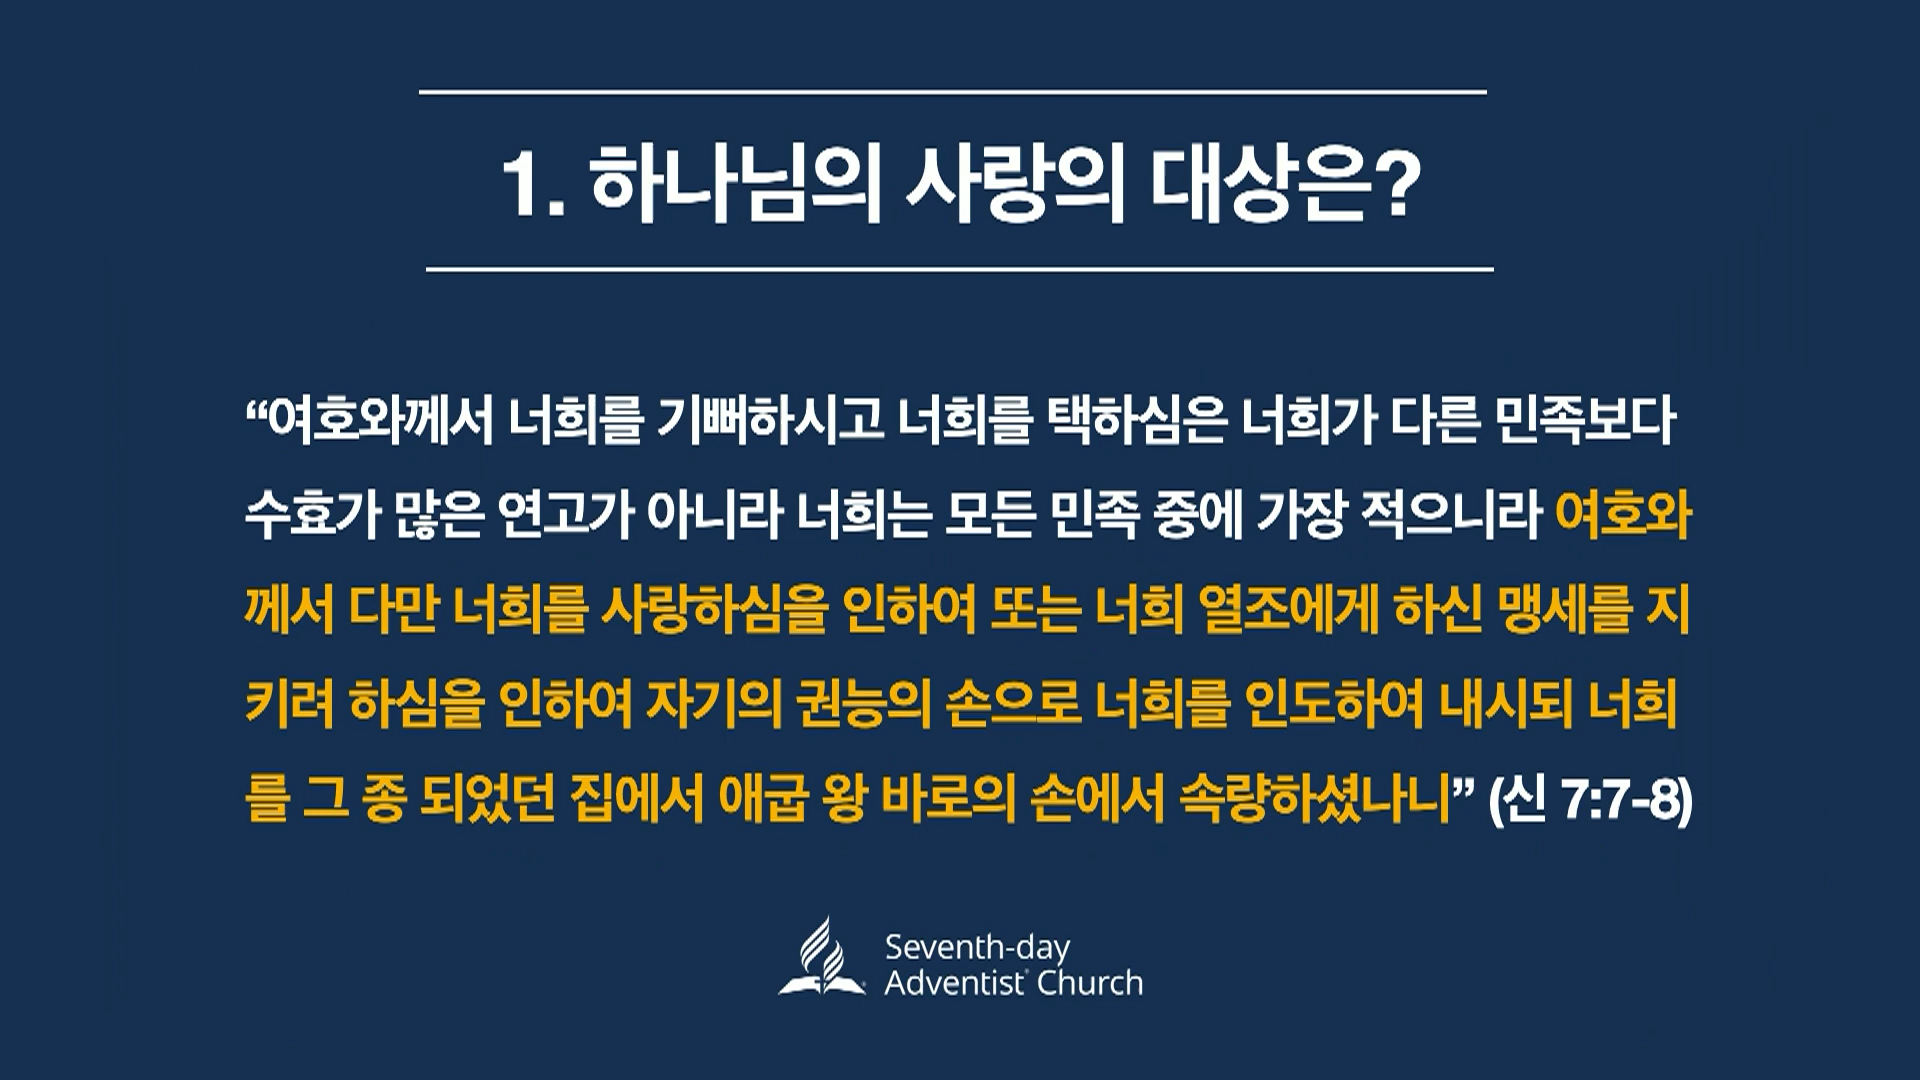 1. 하나님의 사랑의 대상은?
“여호와께서 너희를 기뻐하시고 너희를 택하심은 너희가 다른 민족보다
수효가 많은 연고가 아니라 너희는 모든 민족 중에 가장 적으니라 여호와
께서 다만 너희를 사랑하심을 인하여 또는 너희 열조에게 하신 맹세를 지
키려 하심을 인하여 자기의 권능의 손으로 너희를 인도하여 내시되 너희
를 그 종 되었던 집에서 애굽 왕 바로의 손에서 속량하셨나니” (신 7:7-8)
Seventh-day
Adventist® Church